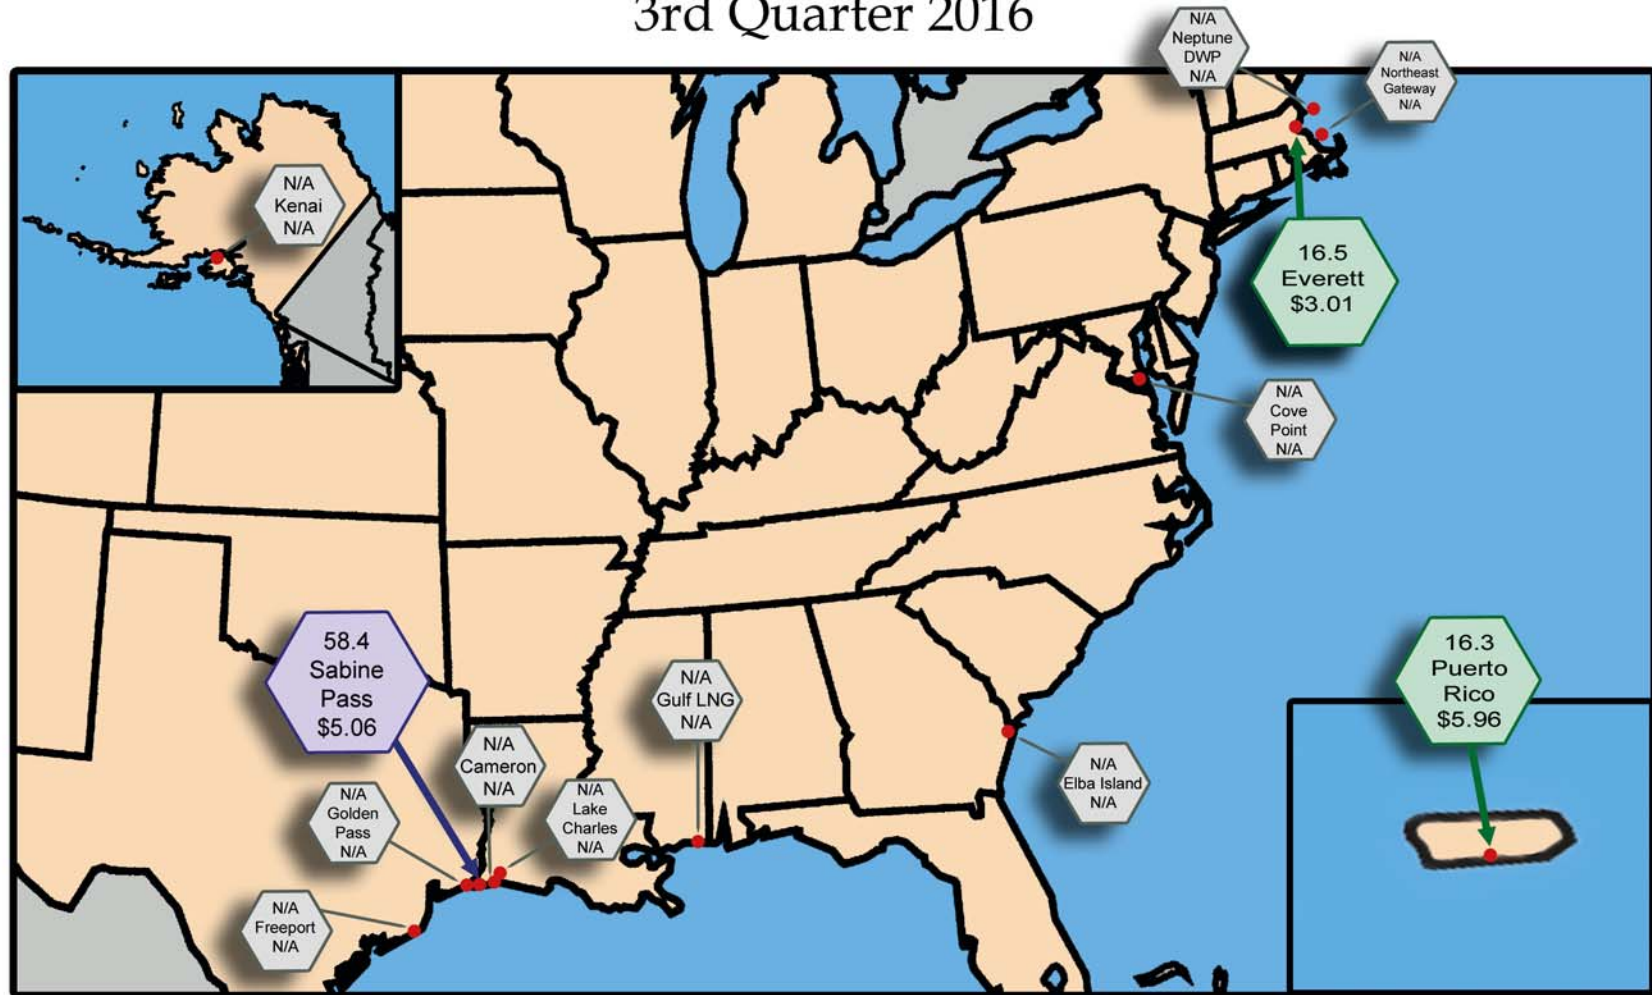 3rd Quarter 2016
N/A
Neptune
DWP
N/A
N/A
Northeast
Gateway
N/A
N/A
Kenai
N/A
16.5
Everett
$3.01
N/A
Cove
Point
N/A
58.4
Sabine
Pass
$5.06
N/A
Gulf LNG
N/A
16.3
Puerto
Rico
$5.96
N/A
Cameron
N/A
N/A
Elba Island
N/A
N/A
Golden
Pass
N/A
N/A
Lake
Charles
N/A
N/A
Freeport
N/A